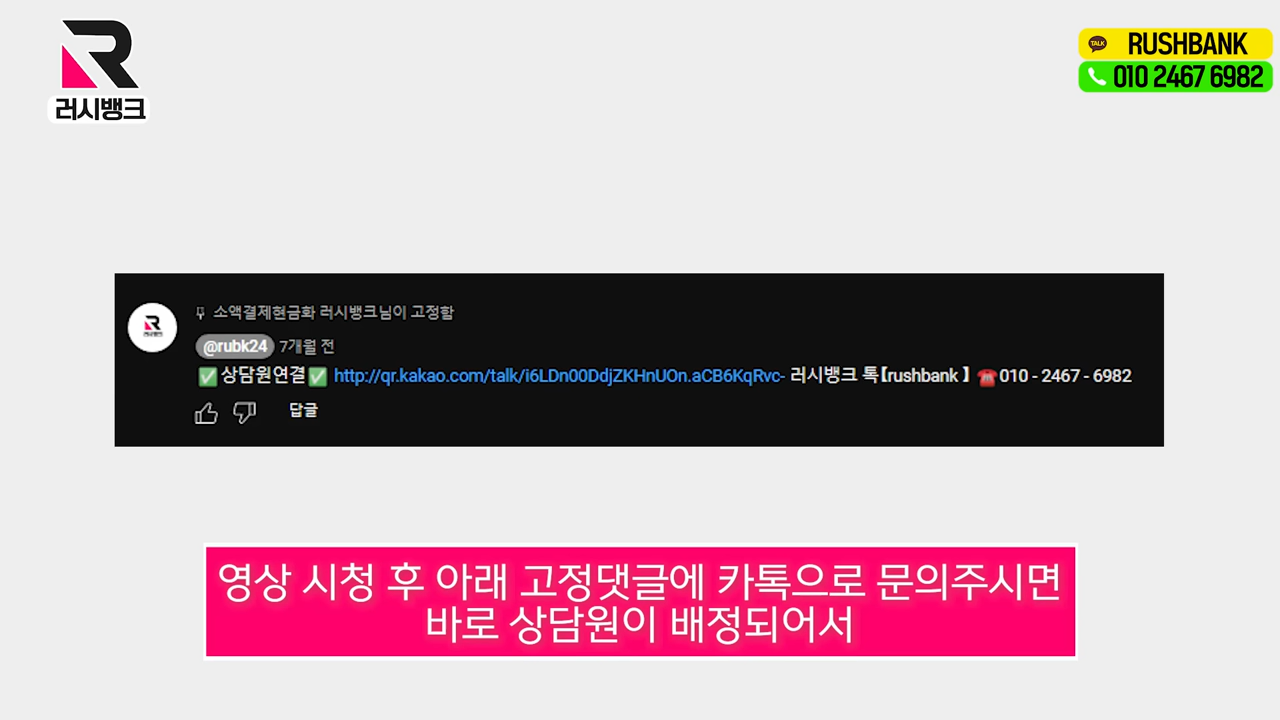 러시뱅크
TALK RUSHBANK
010 2467 6982
소액결제현금화 러시뱅크님이 고정함
@rubk24 7개월 전
✅상담원연결✅ http://qr.kakao.com/talk/i6LDn00DdjZKHnUOn.aCB6KqRvc- 러시뱅크 톡【rushbank 】 ☎️010 - 2467 - 6982
답글
영상 시청 후 아래 고정댓글에 카톡으로 문의주시면
바로 상담원이 배정되어서